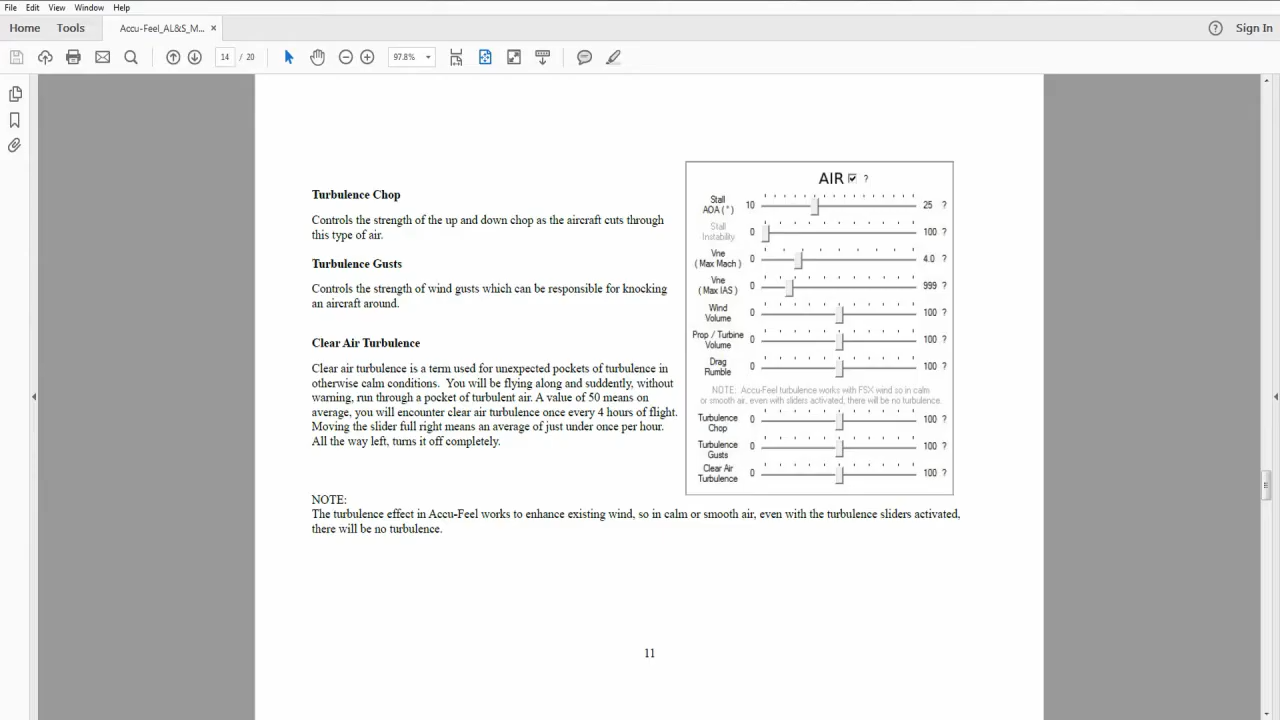 File Edit View Window Help
Home Tools Accu-Feel_AL&S_M... × ? Sign In
14 / 20 97.8%
Turbulence Chop
Controls the strength of the up and down chop as the aircraft cuts through
this type of air.
Turbulence Gusts
Controls the strength of wind gusts which can be responsible for knocking
an aircraft around.
Clear Air Turbulence
Clear air turbulence is a term used for unexpected pockets of turbulence in
otherwise calm conditions. You will be flying along and suddenly, without
warning, run through a pocket of turbulent air. A value of 50 means on
average, you will encounter clear air turbulence once every 4 hours of flight.
Moving the slider full right means an average of just under once per hour.
All the way left, turns it off completely.
AIR ?
Stall
AOA ( ° ) 10 25 ?
Stall
Instability 0 100 ?
Vne
( Max Mach ) 0 4.0 ?
Vne
( Max IAS ) 0 999 ?
Wind
Volume 0 100 ?
Prop / Turbine
Volume 0 100 ?
Drag
Rumble 0 100 ?
NOTE: Accu-Feel turbulence works with FSX wind so in calm
or smooth air, even with sliders activated, there will be no turbulence.
Turbulence
Chop 0 100 ?
Turbulence
Gusts 0 100 ?
Clear Air
Turbulence 0 100 ?
NOTE:
The turbulence effect in Accu-Feel works to enhance existing wind, so in calm or smooth air, even with the turbulence sliders activated,
there will be no turbulence.
11